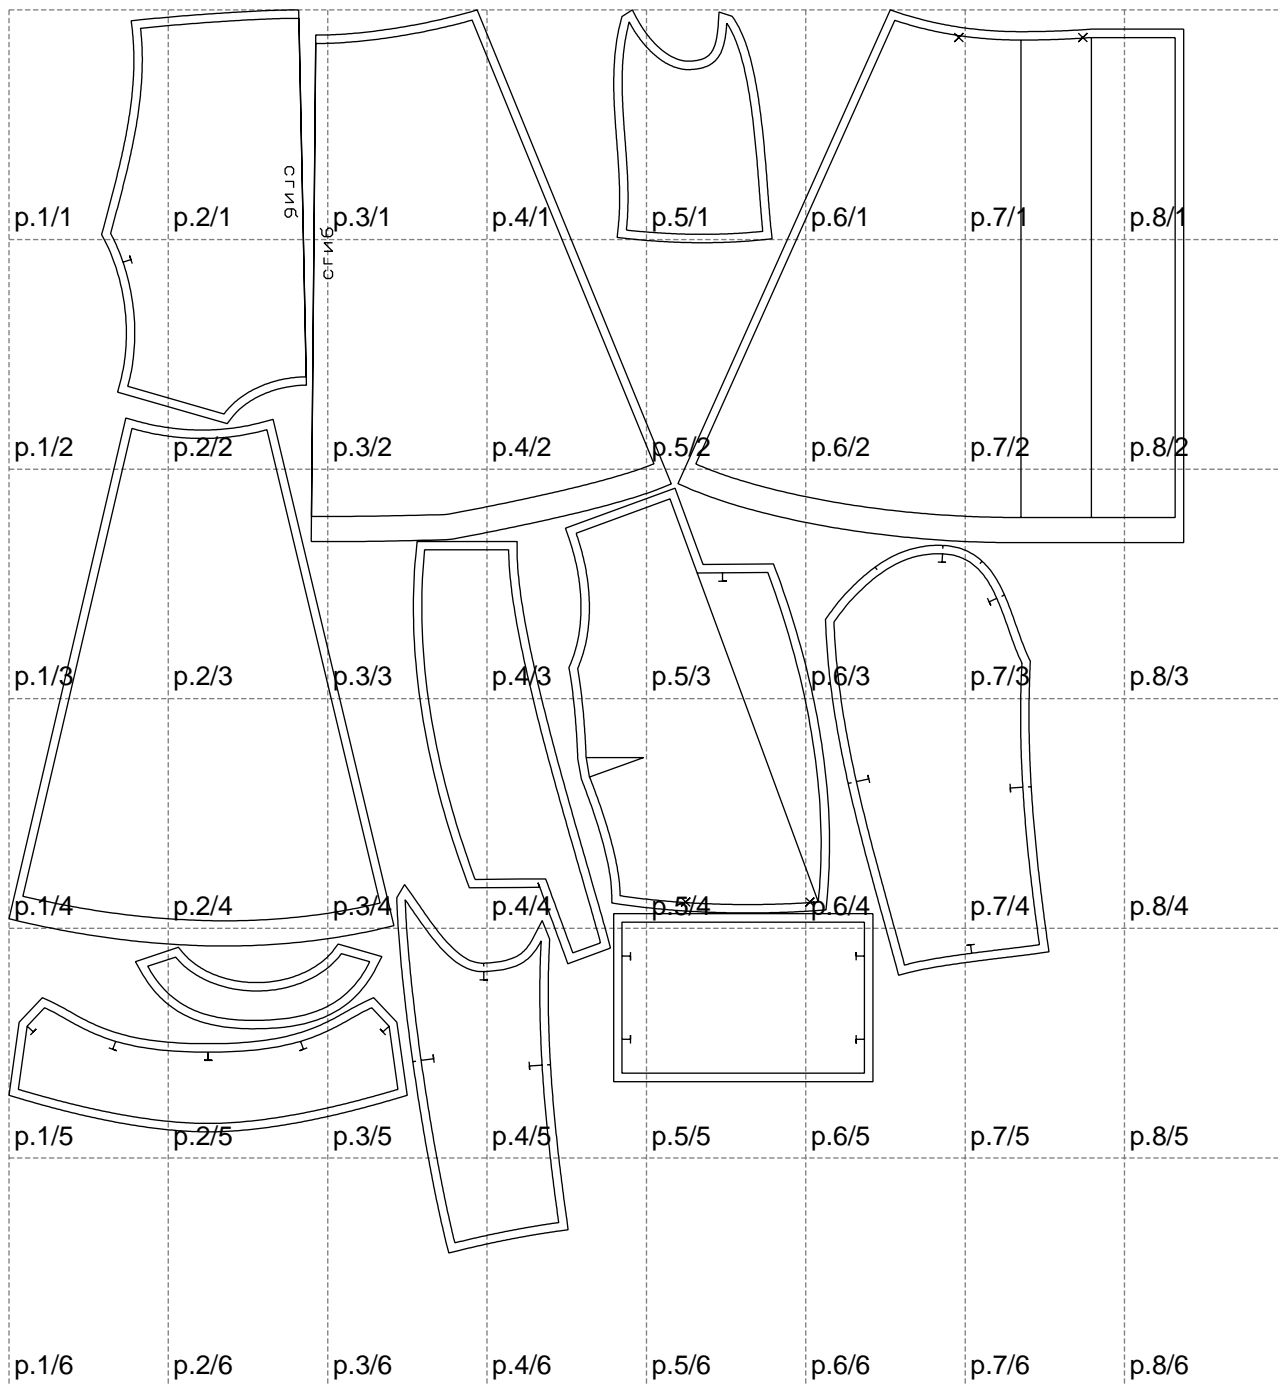 сгиб
p.1/1 p.2/1 p.3/1 p.4/1 p.5/1 p.6/1 p.7/1 p.8/1
сгиб
p.1/2 p.2/2 p.3/2 p.4/2 p.5/2 p.6/2 p.7/2 p.8/2
p.1/3 p.2/3 p.3/3 p.4/3 p.5/3 p.6/3 p.7/3 p.8/3
p.1/4 p.2/4 p.3/4 p.4/4 p.5/4 p.6/4 p.7/4 p.8/4
p.1/5 p.2/5 p.3/5 p.4/5 p.5/5 p.6/5 p.7/5 p.8/5
p.1/6 p.2/6 p.3/6 p.4/6 p.5/6 p.6/6 p.7/6 p.8/6